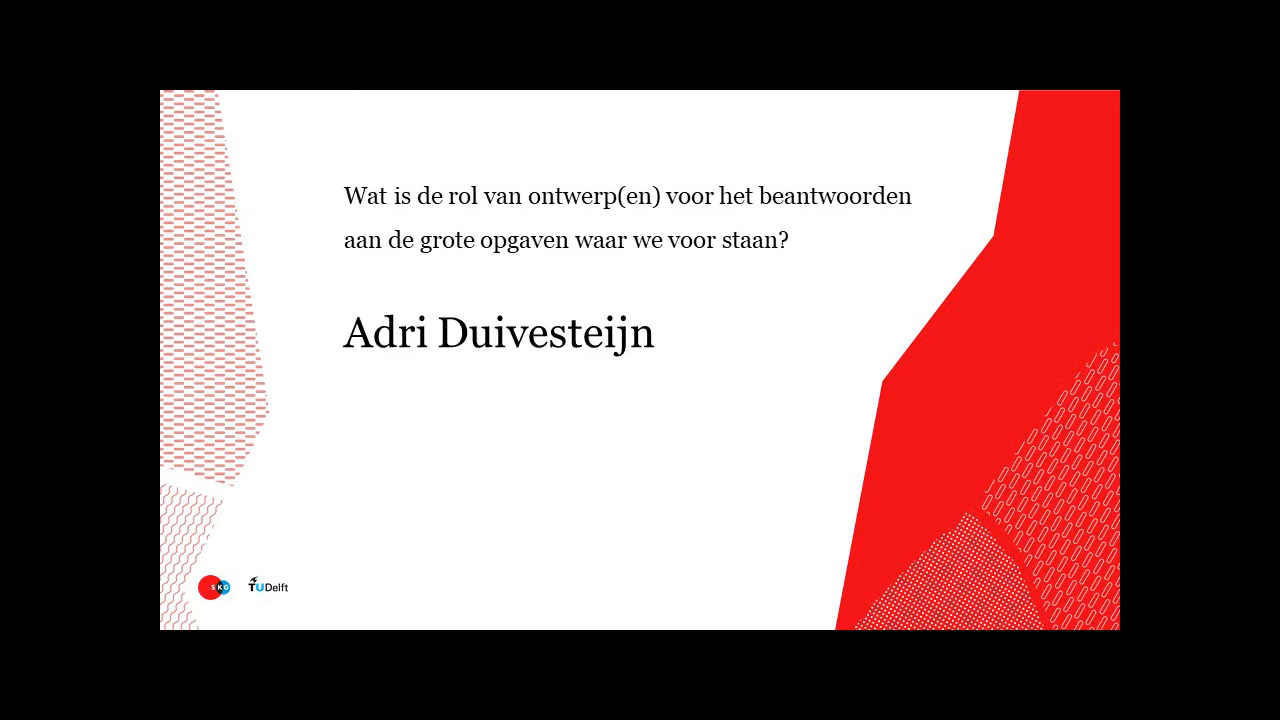 Wat is de rol van ontwerp(en) voor het beantwoorden
aan de grote opgaven waar we voor staan?
Adri Duivesteijn
SKG
TUDelft